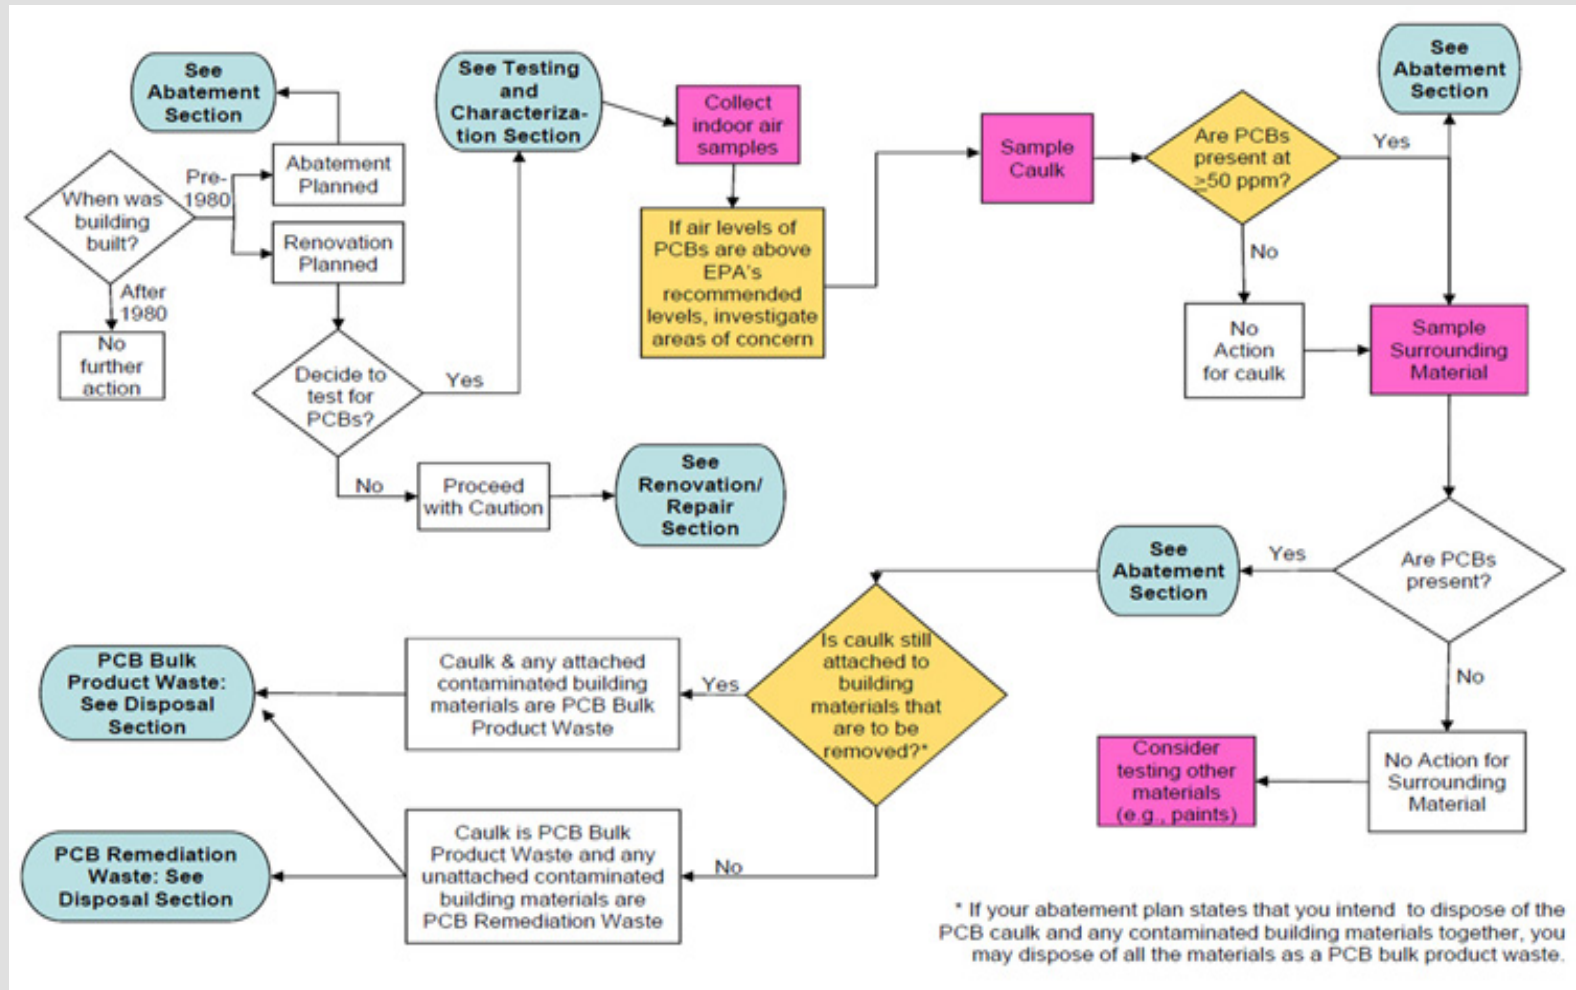 See
Abatement
Section
When was
building
built?
Pre-
1980
After
1980
No
further
action
Abatement
Planned
Renovation
Planned
Decide to
test for
PCBs?
Yes
No
Proceed
with Caution
See
Renovation/
Repair
Section
See Testing
and
Characteriza-
tion Section
Collect
indoor air
samples
If air levels of
PCBs are above
EPA's
recommended
levels, investigate
areas of concern
Sample
Caulk
Are PCBs
present at
≥50 ppm?
Yes
See
Abatement
Section
No
No
Action
for caulk
Sample
Surrounding
Material
Are PCBs
present?
Yes
See
Abatement
Section
No
No Action for
Surrounding
Material
Consider
testing other
materials
(e.g., paints)
Is caulk still
attached to
building
materials that
are to be
removed?*
Yes
Caulk & any attached
contaminated building
materials are PCB Bulk
Product Waste
PCB Bulk
Product Waste:
See Disposal
Section
No
Caulk is PCB Bulk
Product Waste and any
unattached contaminated
building materials are
PCB Remediation Waste
PCB Remediation
Waste: See
Disposal Section
* If your abatement plan states that you intend to dispose of the
PCB caulk and any contaminated building materials together, you
may dispose of all the materials as a PCB bulk product waste.